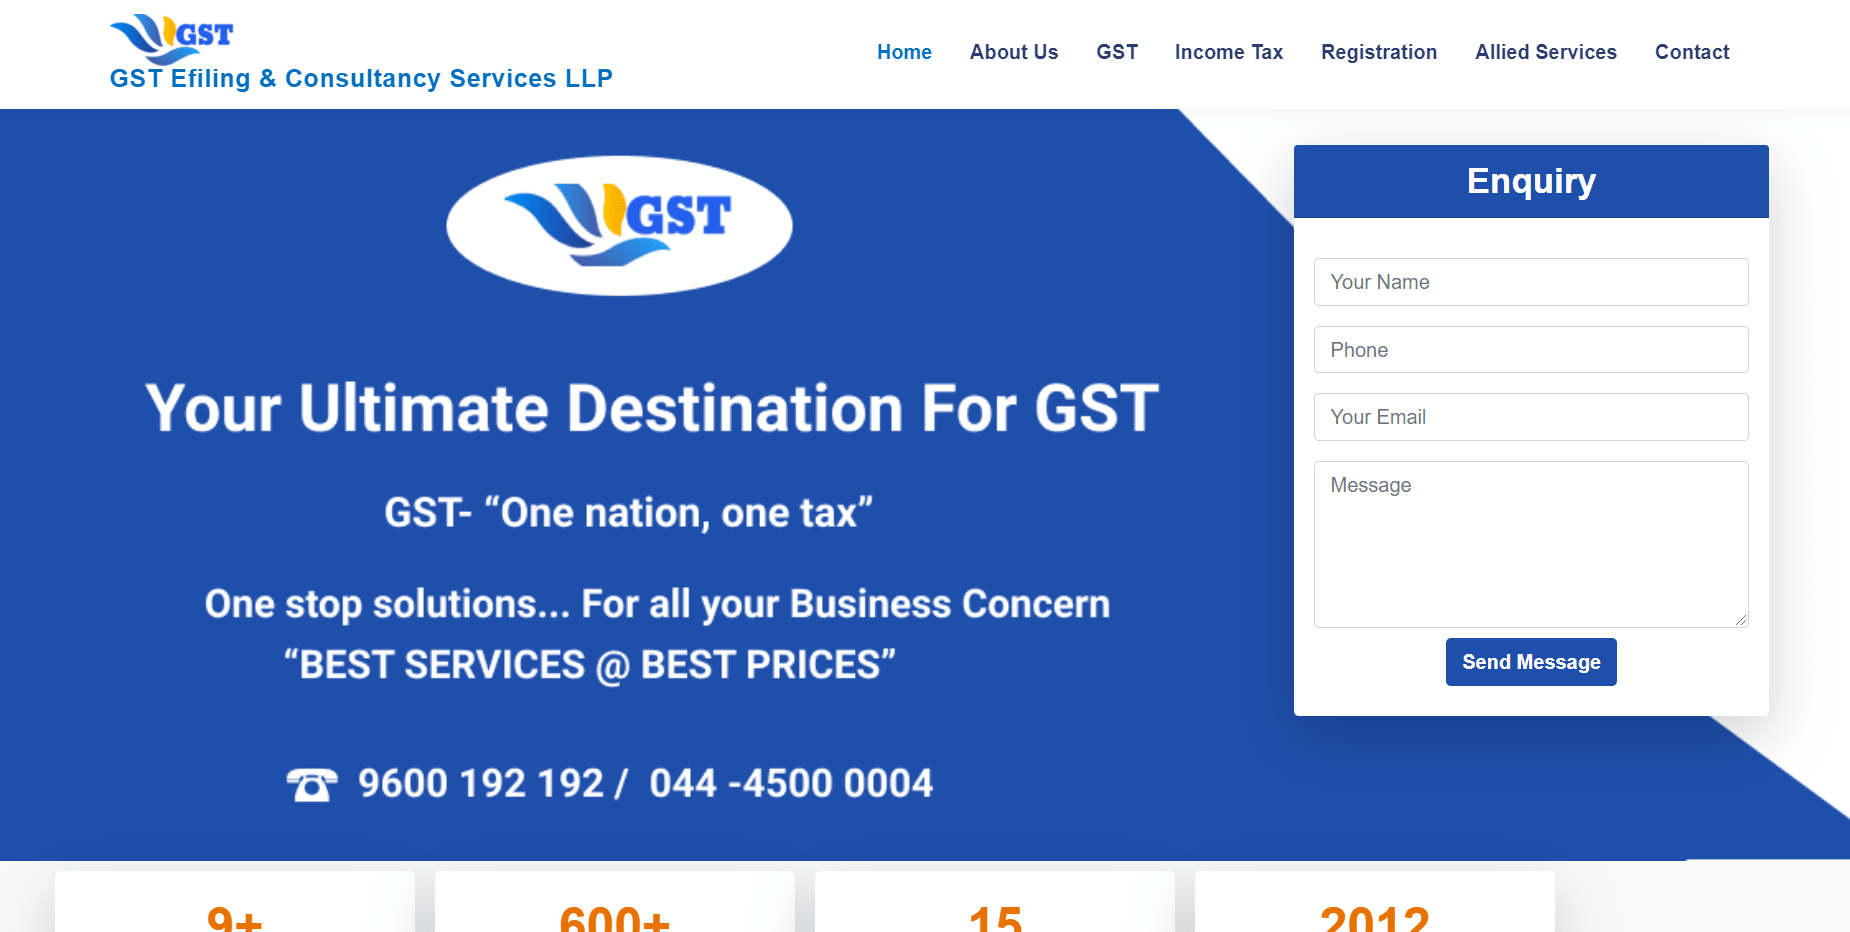 GST
GST Efiling & Consultancy Services LLP
Home About Us GST Income Tax Registration Allied Services Contact
GST
Your Ultimate Destination For GST
GST- “One nation, one tax”
One stop solutions... For all your Business Concern
“BEST SERVICES @ BEST PRICES”
9600 192 192 / 044 -4500 0004
Enquiry
Your Name
Phone
Your Email
Message
Send Message
9+ 600+ 15 2012